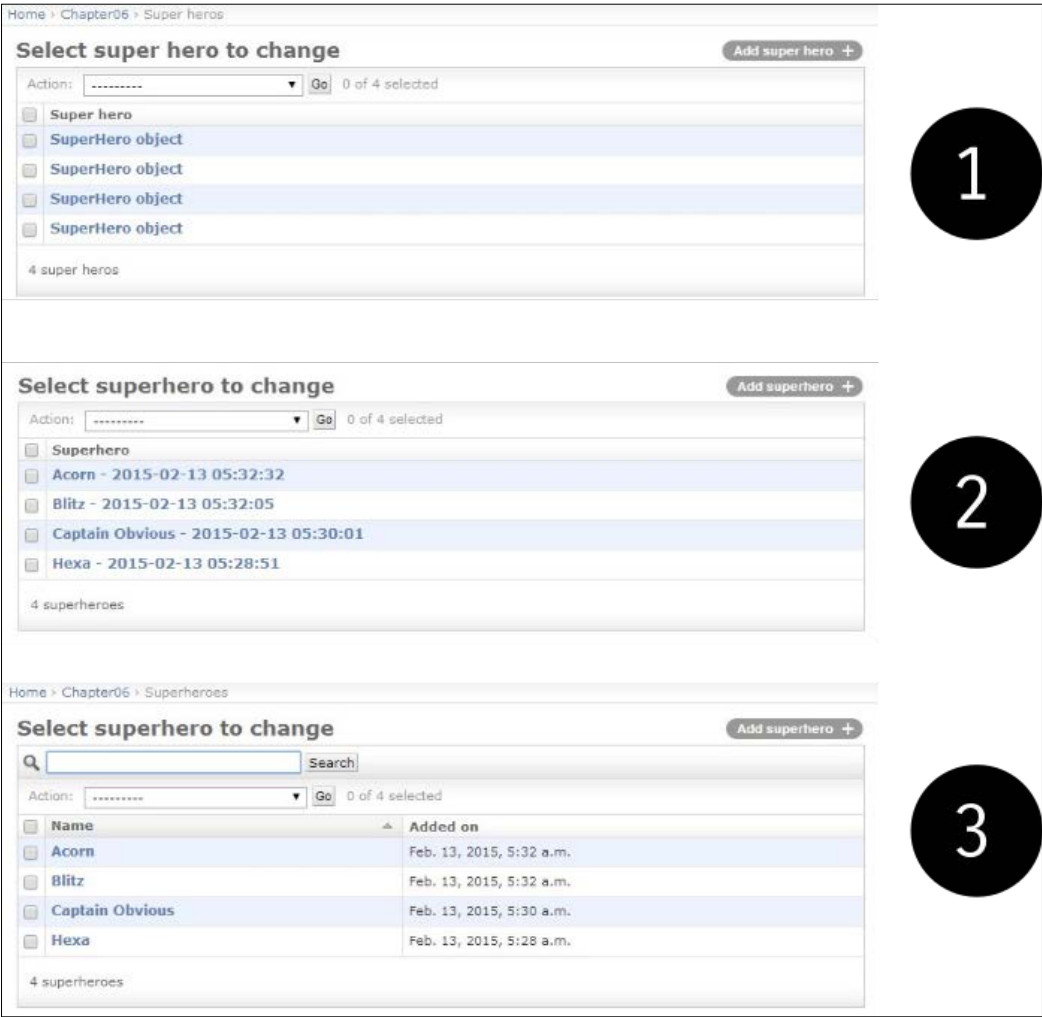 Home › Chapter06 › Super heros
Select super hero to change
Add super hero +
Action: --------- Go 0 of 4 selected
Super hero
SuperHero object
SuperHero object
SuperHero object
SuperHero object
4 super heros
1
Select superhero to change
Add superhero +
Action: --------- Go 0 of 4 selected
Superhero
Acorn - 2015-02-13 05:32:32
Blitz - 2015-02-13 05:32:05
Captain Obvious - 2015-02-13 05:30:01
Hexa - 2015-02-13 05:28:51
4 superheroes
2
Home › Chapter06 › Superheroes
Select superhero to change
Add superhero +
Search
Action: --------- Go 0 of 4 selected
Name Added on
Acorn Feb. 13, 2015, 5:32 a.m.
Blitz Feb. 13, 2015, 5:32 a.m.
Captain Obvious Feb. 13, 2015, 5:30 a.m.
Hexa Feb. 13, 2015, 5:28 a.m.
4 superheroes
3